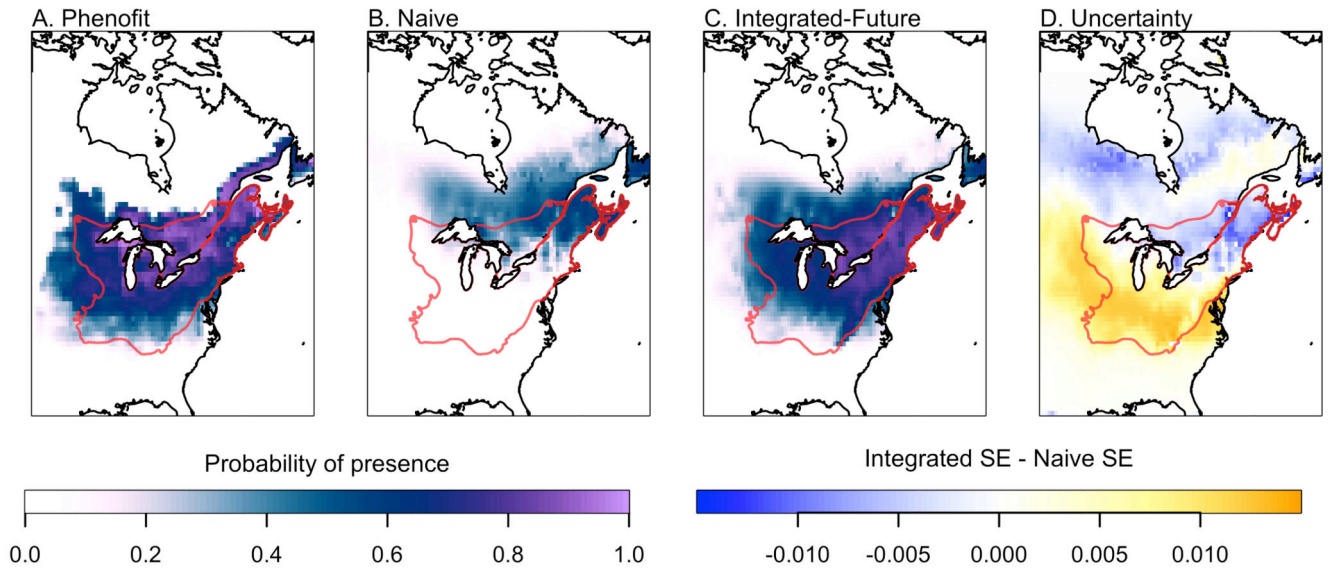 A. Phenofit
B. Naive
C. Integrated-Future
D. Uncertainty
Probability of presence
0.0 0.2 0.4 0.6 0.8 1.0
Integrated SE - Naive SE
-0.010 -0.005 0.000 0.005 0.010